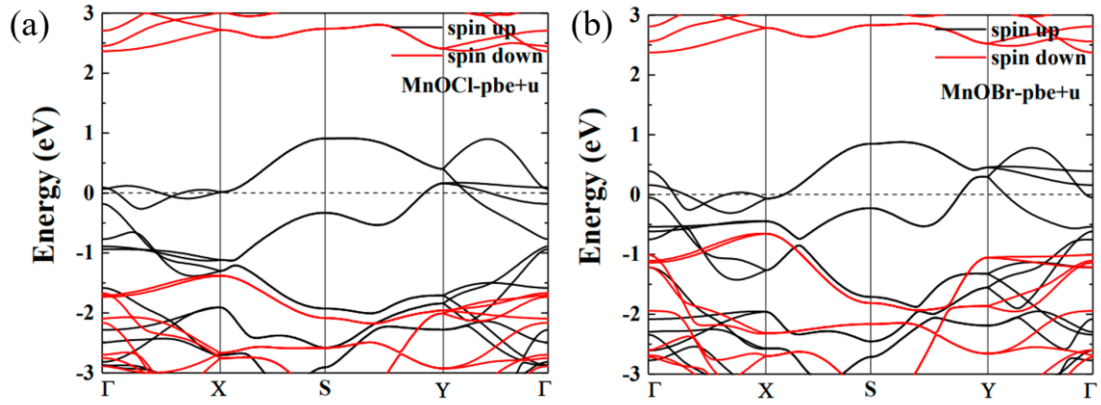 (a)
3
2
1
0
-1
-2
-3
Energy (eV)
spin up
spin down
MnOCl-pbe+u
Γ X S Y Γ
(b)
3
2
1
0
-1
-2
-3
Energy (eV)
spin up
spin down
MnOBr-pbe+u
Γ X S Y Γ